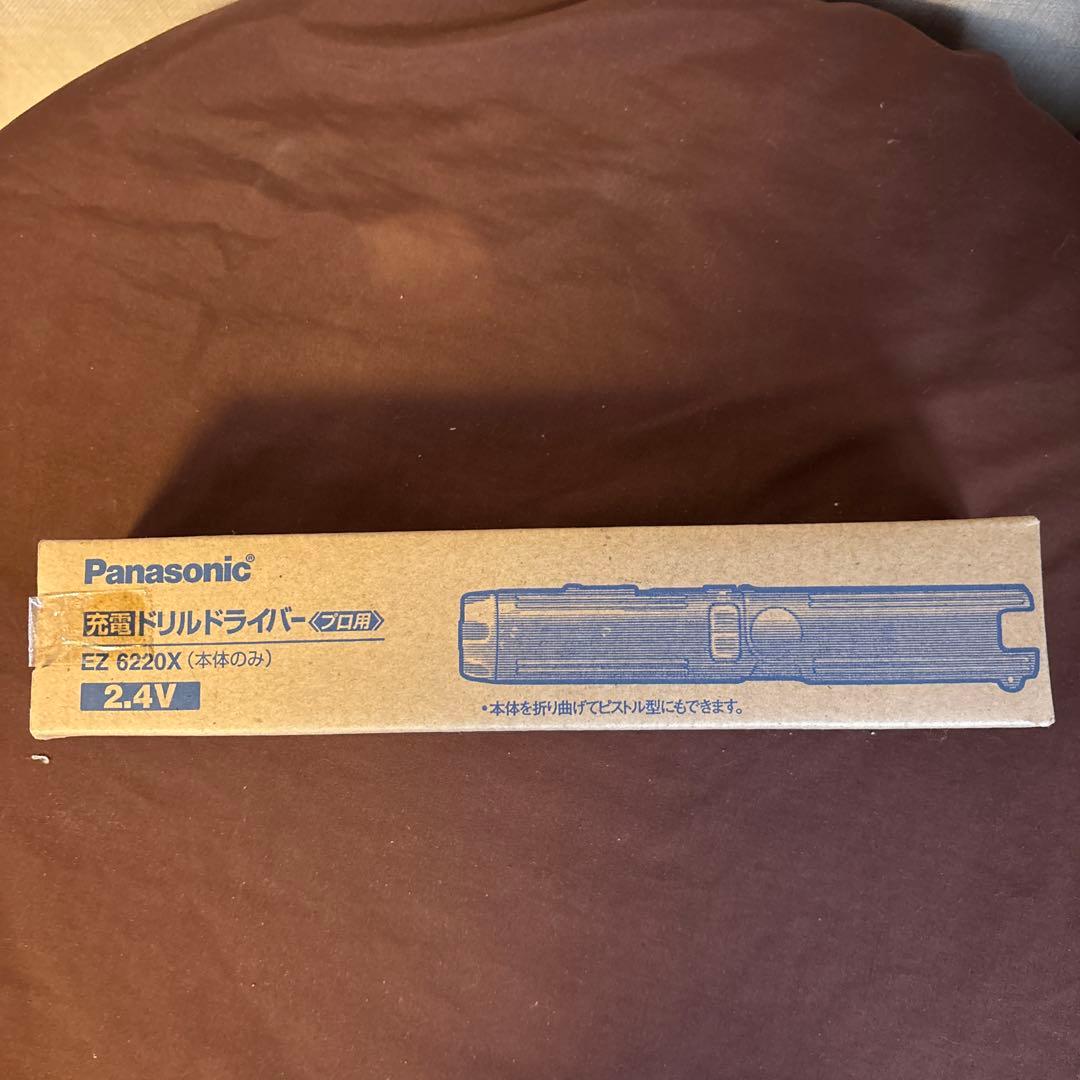 Panasonic®
充電ドリルドライバー〈プロ用〉
EZ 6220X（本体のみ）
2.4V
・本体を折り曲げてピストル型にもできます。